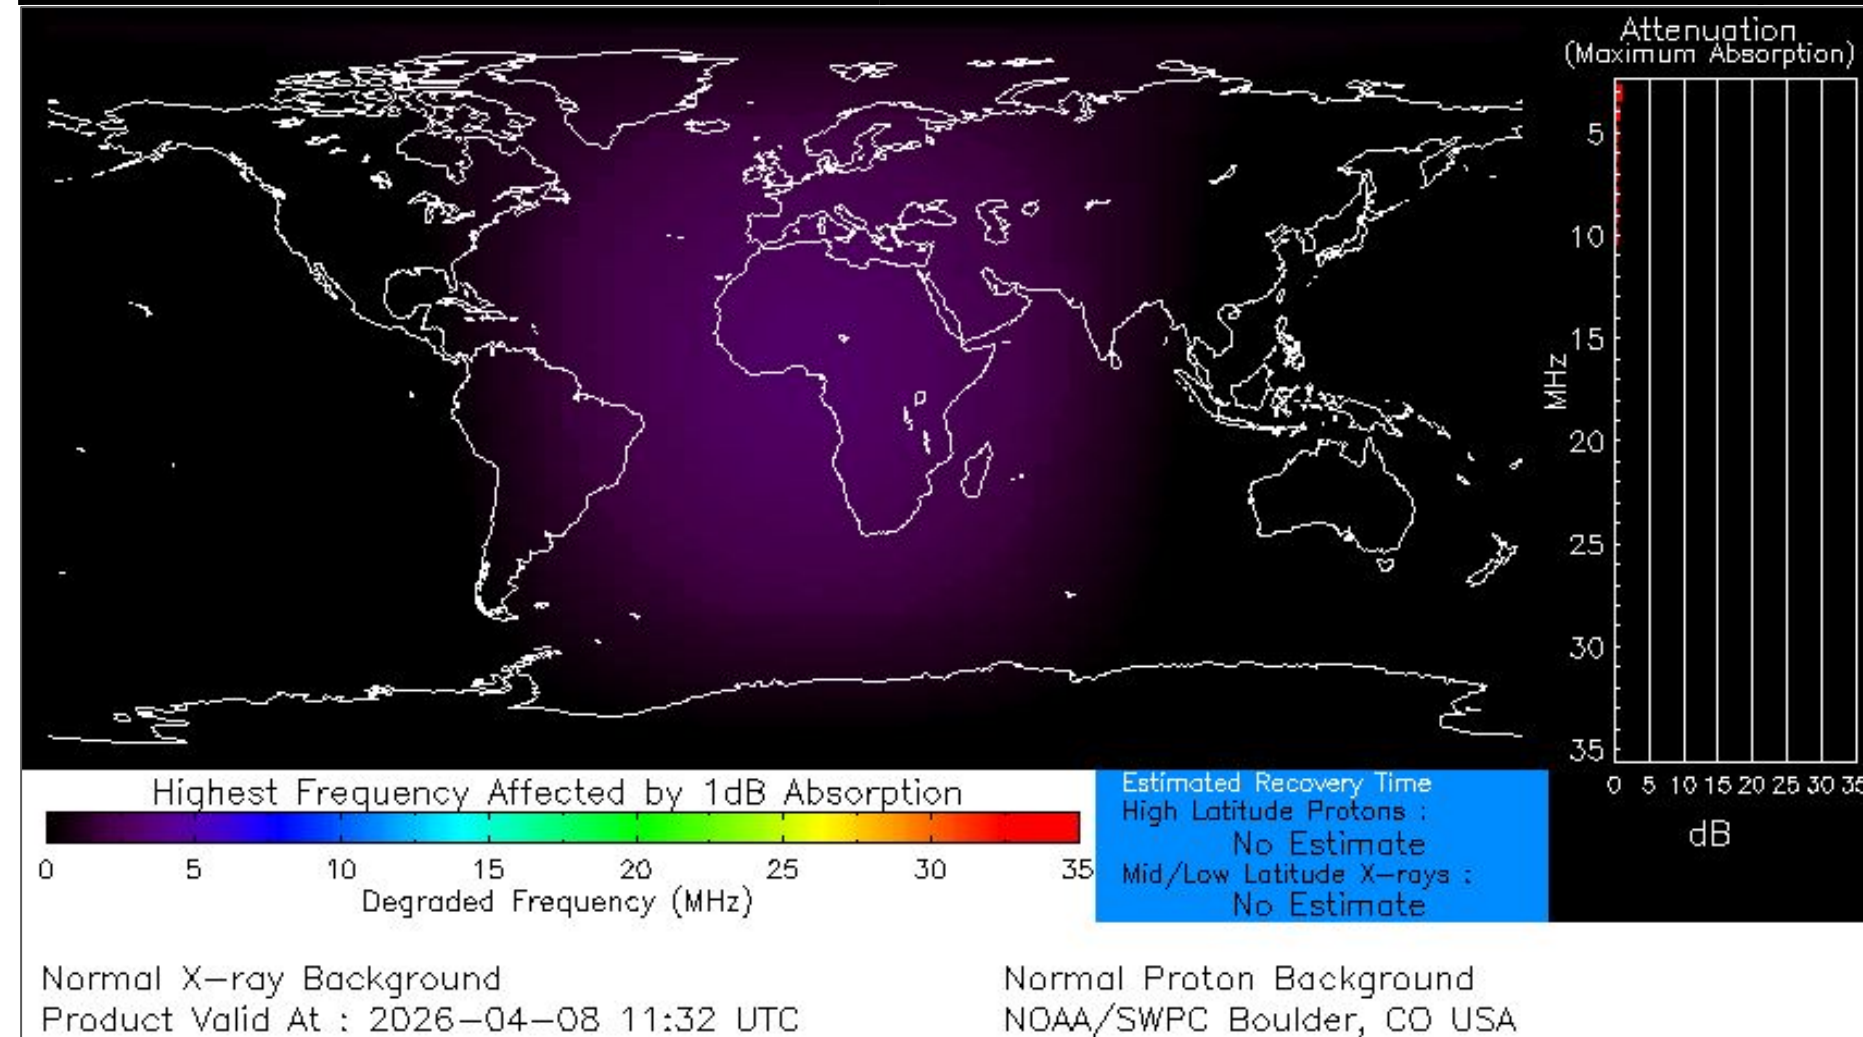 Attenuation
(Maximum Absorption)
5
10
15
20
25
30
35
MHz
0 5 10 15 20 25 30 35
dB
Highest Frequency Affected by 1dB Absorption
0 5 10 15 20 25 30 35
Degraded Frequency (MHz)
Estimated Recovery Time
High Latitude Protons :
No Estimate
Mid/Low Latitude X-rays :
No Estimate
Normal X-ray Background
Normal Proton Background
Product Valid At : 2026-04-08 11:32 UTC
NOAA/SWPC Boulder, CO USA